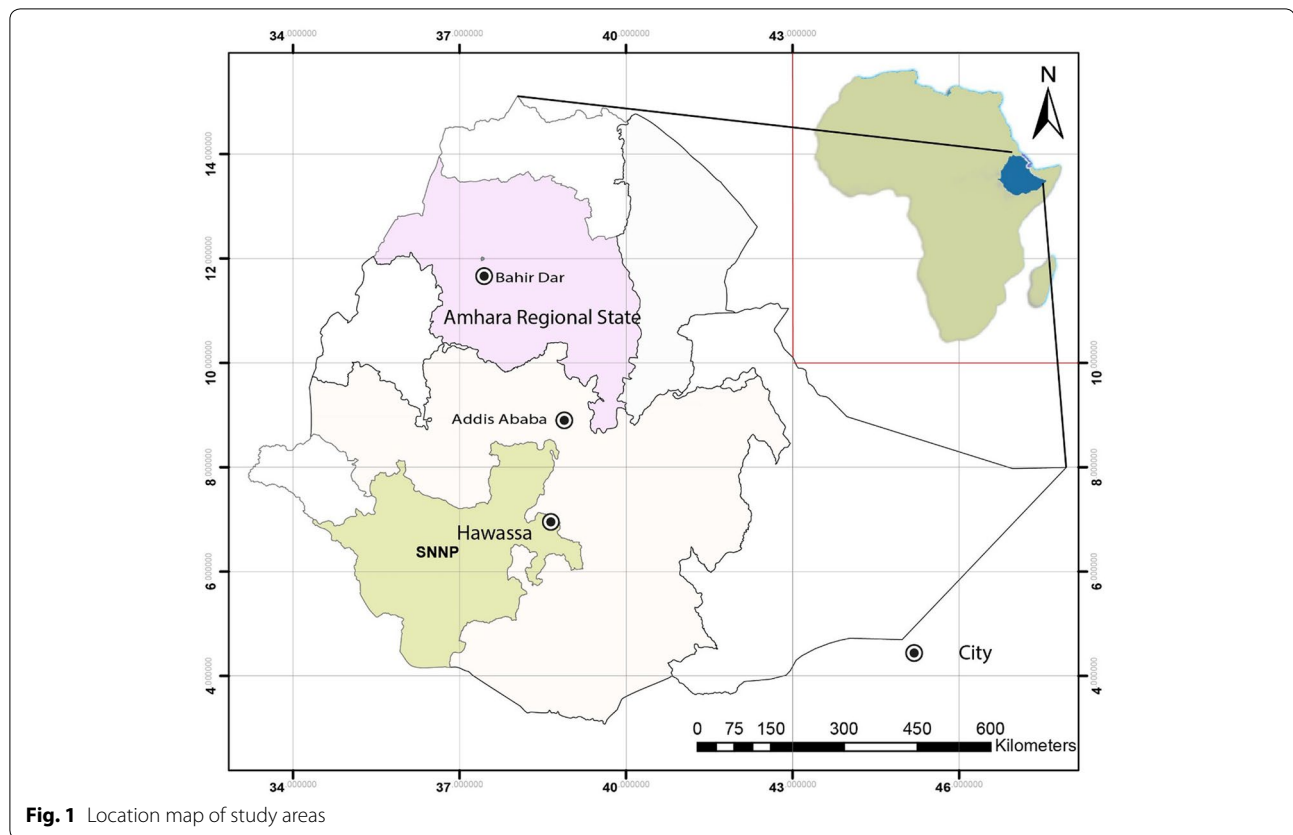 34.000000 37.000000 40.000000 43.000000
N
14.000000
12.000000 12.000000
Bahir Dar
Amhara Regional State
10.000000 10.000000
Addis Ababa
8.000000 8.000000
Hawassa
SNNP
6.000000 6.000000
City
4.000000 4.000000
0 75 150 300 450 600
Kilometers
34.000000 37.000000 40.000000 43.000000 46.000000
Fig. 1 Location map of study areas